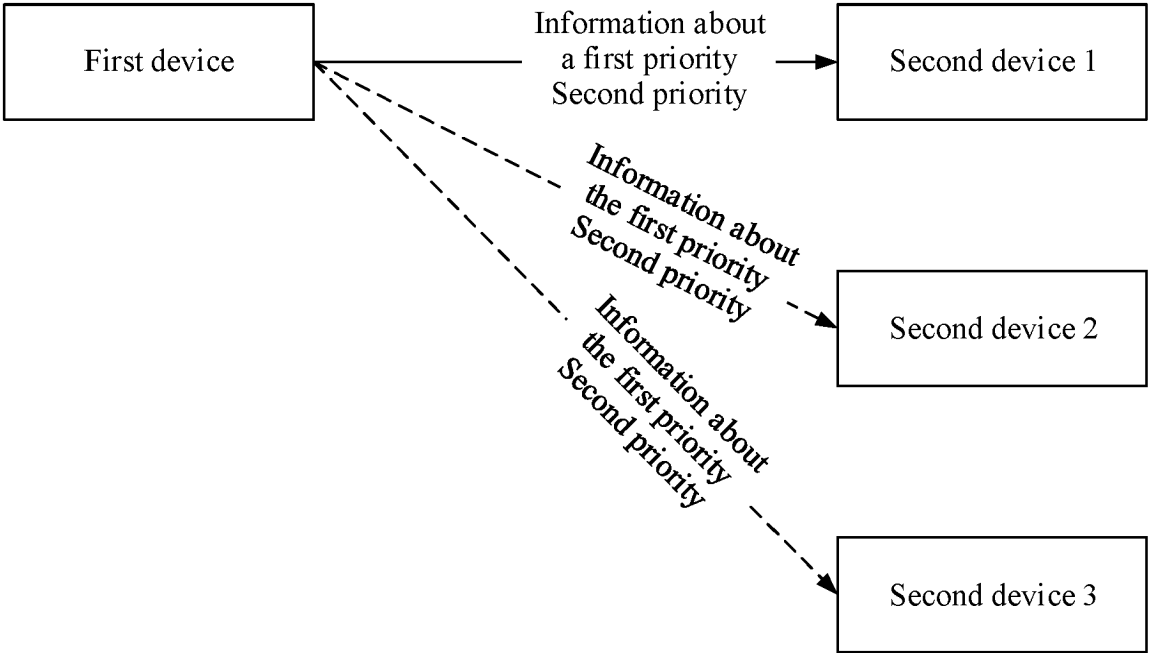 First device
Information about
a first priority
Second priority
Second device 1
Information about
the first priority
Second priority
Second device 2
Information about
the first priority
Second priority
Second device 3